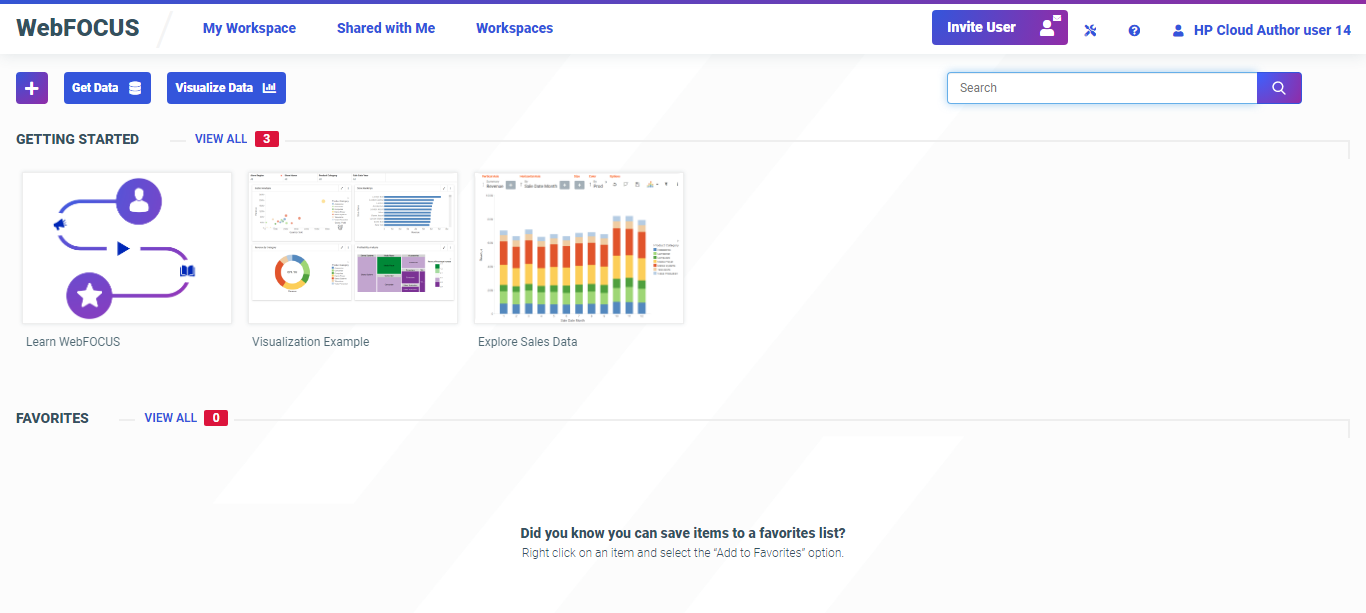 WebFOCUS
My Workspace
Shared with Me
Workspaces
Invite User
HP Cloud Author user 14
Get Data
Visualize Data
Search
GETTING STARTED
VIEW ALL
3
Learn WebFOCUS
Visualization Example
Explore Sales Data
FAVORITES
VIEW ALL
0
Did you know you can save items to a favorites list?
Right click on an item and select the “Add to Favorites” option.